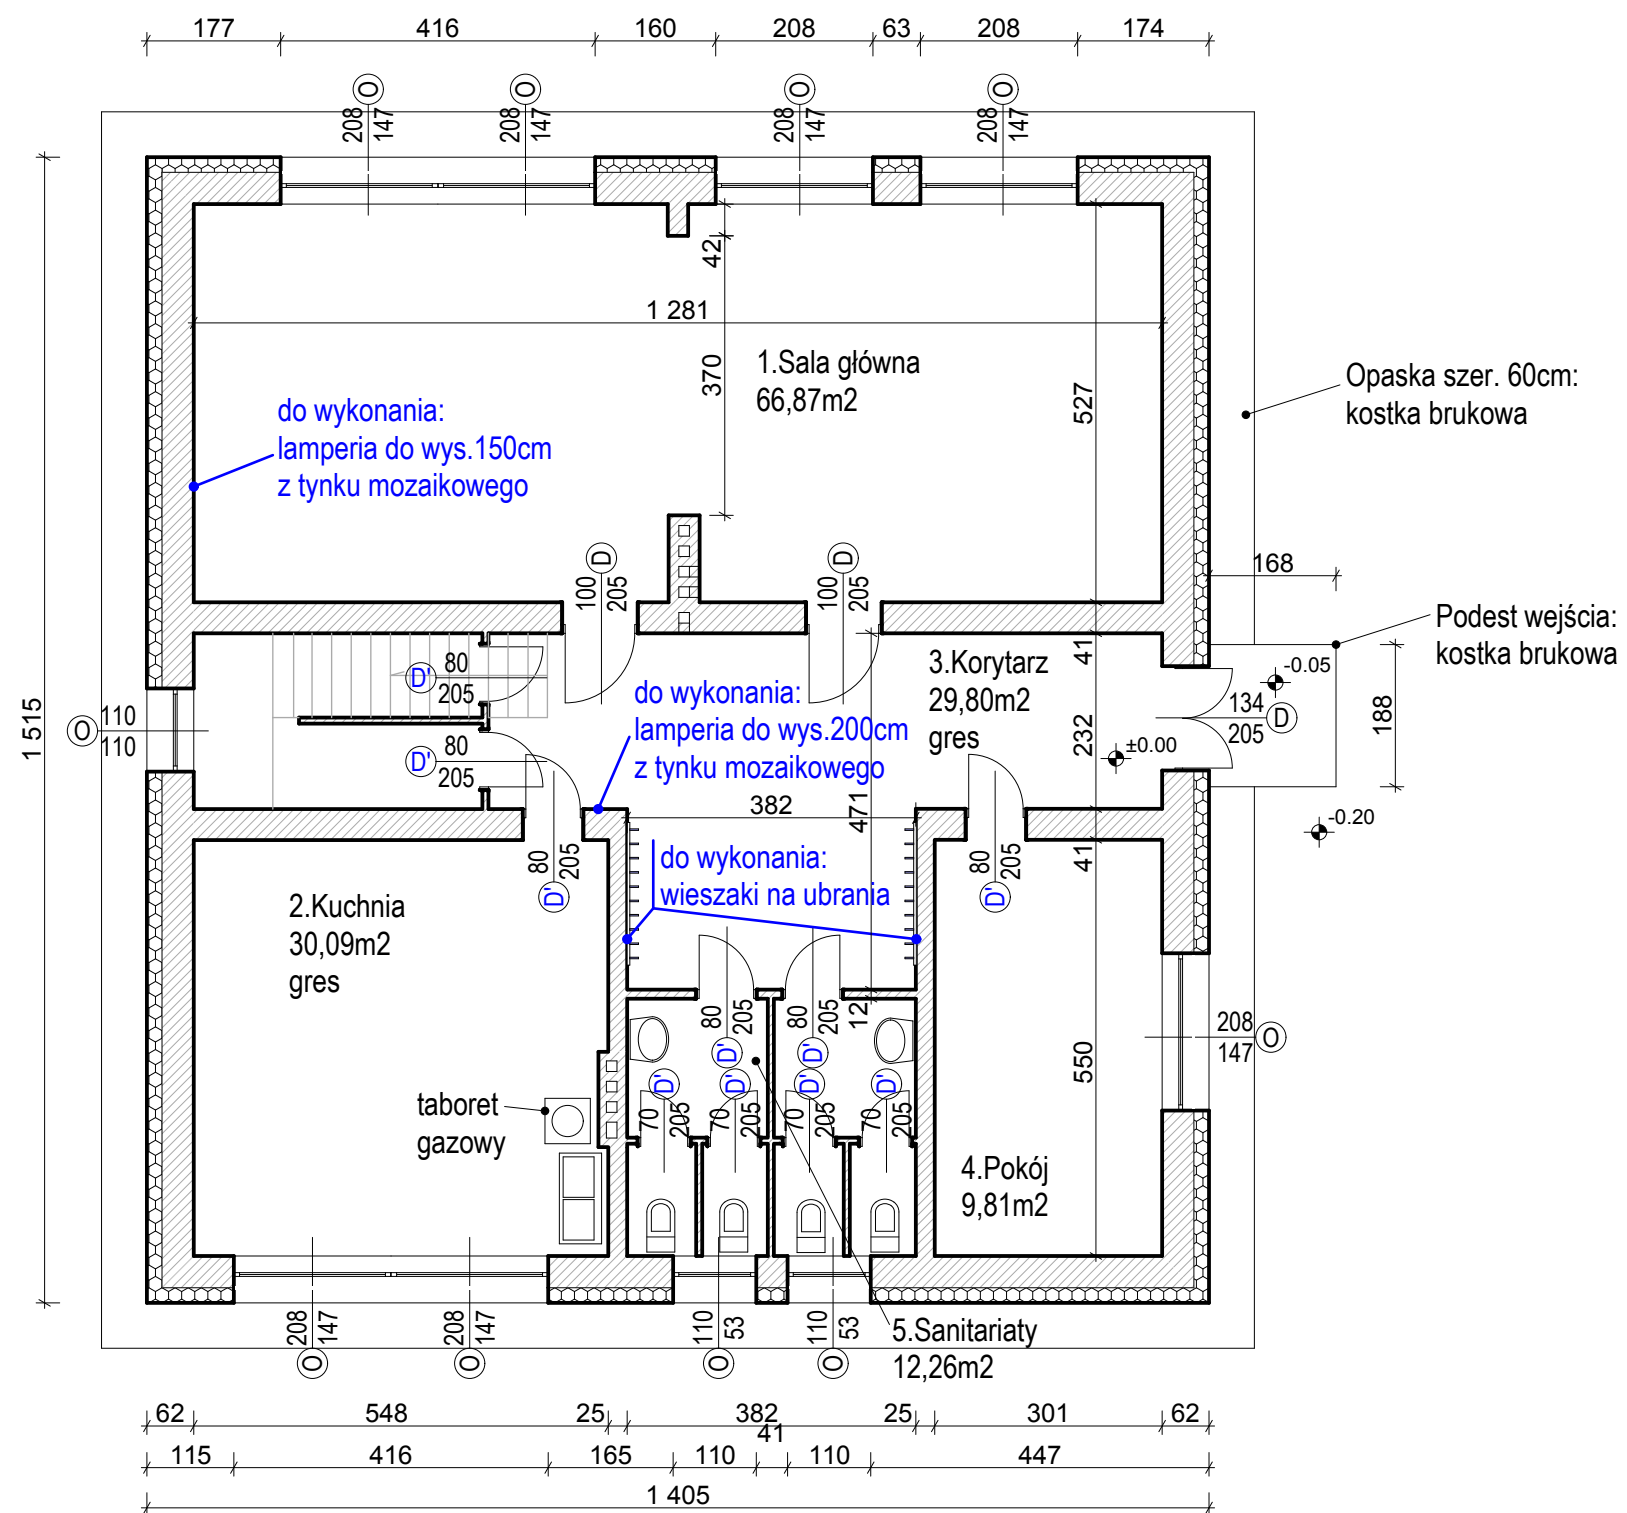 177 416 160 208 63 208 174
O O O O
208 147 208 147 208 147 208 147
42
1 281
1.Sala główna
66,87m2
370
527
Opaska szer. 60cm:
kostka brukowa
do wykonania:
lamperia do wys.150cm
z tynku mozaikowego
D D
100 205 100 205
168
Podest wejścia:
kostka brukowa
1 515
D' 80
205
3.Korytarz
29,80m2
gres
41
-0.05
do wykonania:
lamperia do wys.200cm
z tynku mozaikowego
134
205 D
188
O 110
110
D' 80
205
232
±0.00
-0.20
382
471
41
do wykonania:
wieszaki na ubrania
80 205 D'
80 205 D'
2.Kuchnia
30,09m2
gres
80 205 D'
80 205 D'
12
208
147 O
550
D' D' D' D'
70 205 70 205 70 205 70 205
taboret
gazowy
4.Pokój
9,81m2
208 147 208 147 110 53 110 53
O O O O
5.Sanitariaty
12,26m2
62 548 25 382 25 301 62
41
115 416 165 110 110 447
1 405